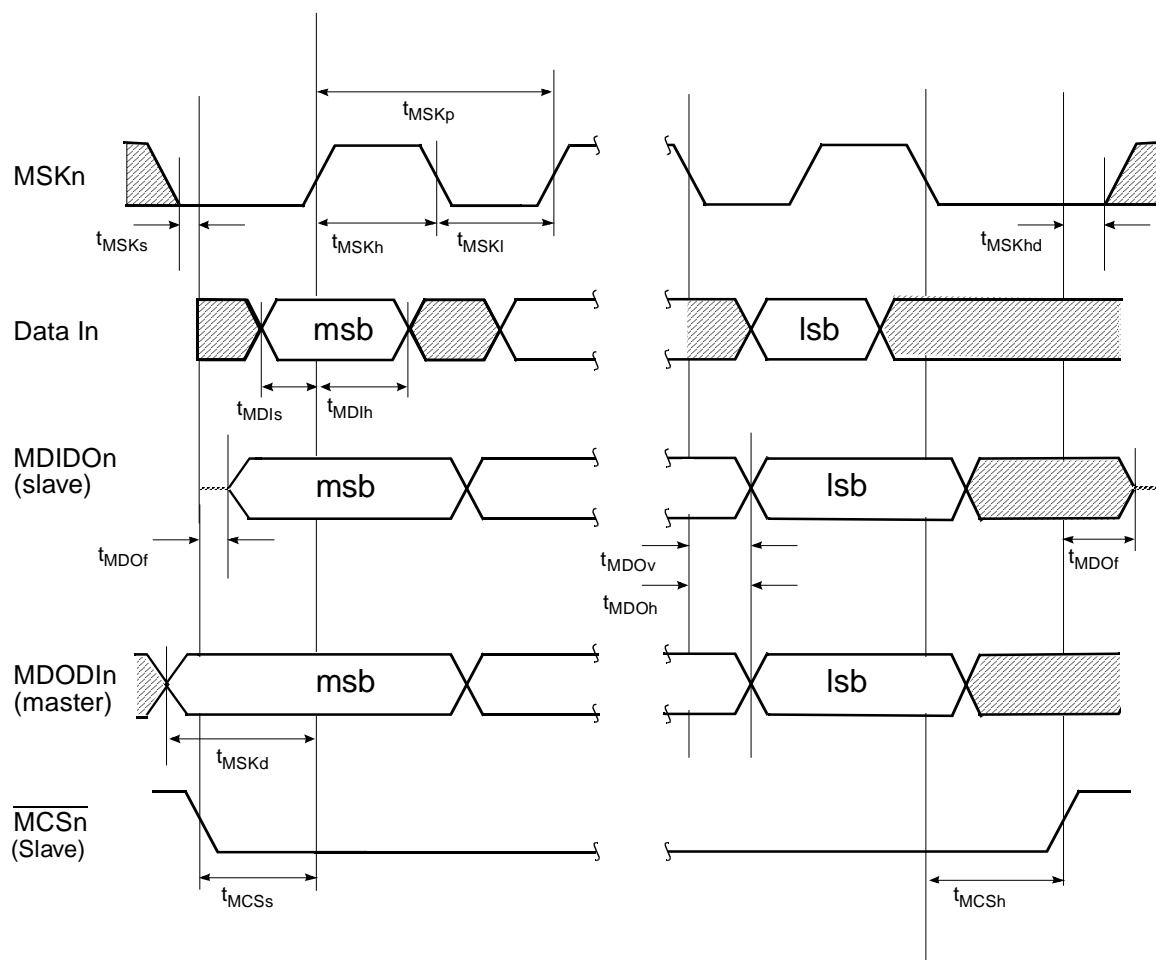 tMSKp
MSKn
tMSKs
tMSKh
tMSKl
tMSKhd
Data In
msb
lsb
tMDIs
tMDIh
MDIDOn
(slave)
msb
lsb
tMDOf
tMDOv
tMDOf
tMDOh
MDODIn
(master)
msb
lsb
tMSKd
MCSn
(Slave)
tMCSs
tMCSh